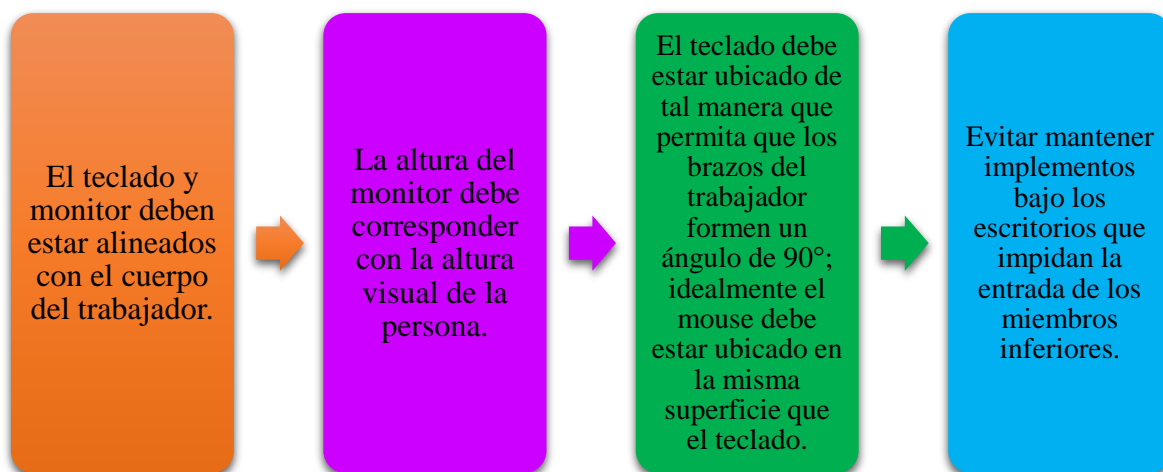 El teclado y
monitor deben
estar alineados
con el cuerpo
del trabajador.
La altura del
monitor debe
corresponder
con la altura
visual de la
persona.
El teclado debe
estar ubicado de
tal manera que
permita que los
brazos del
trabajador
formen un
ángulo de 90°;
idealmente el
mouse debe
estar ubicado en
la misma
superficie que
el teclado.
Evitar mantener
implementos
bajo los
escritorios que
impidan la
entrada de los
miembros
inferiores.